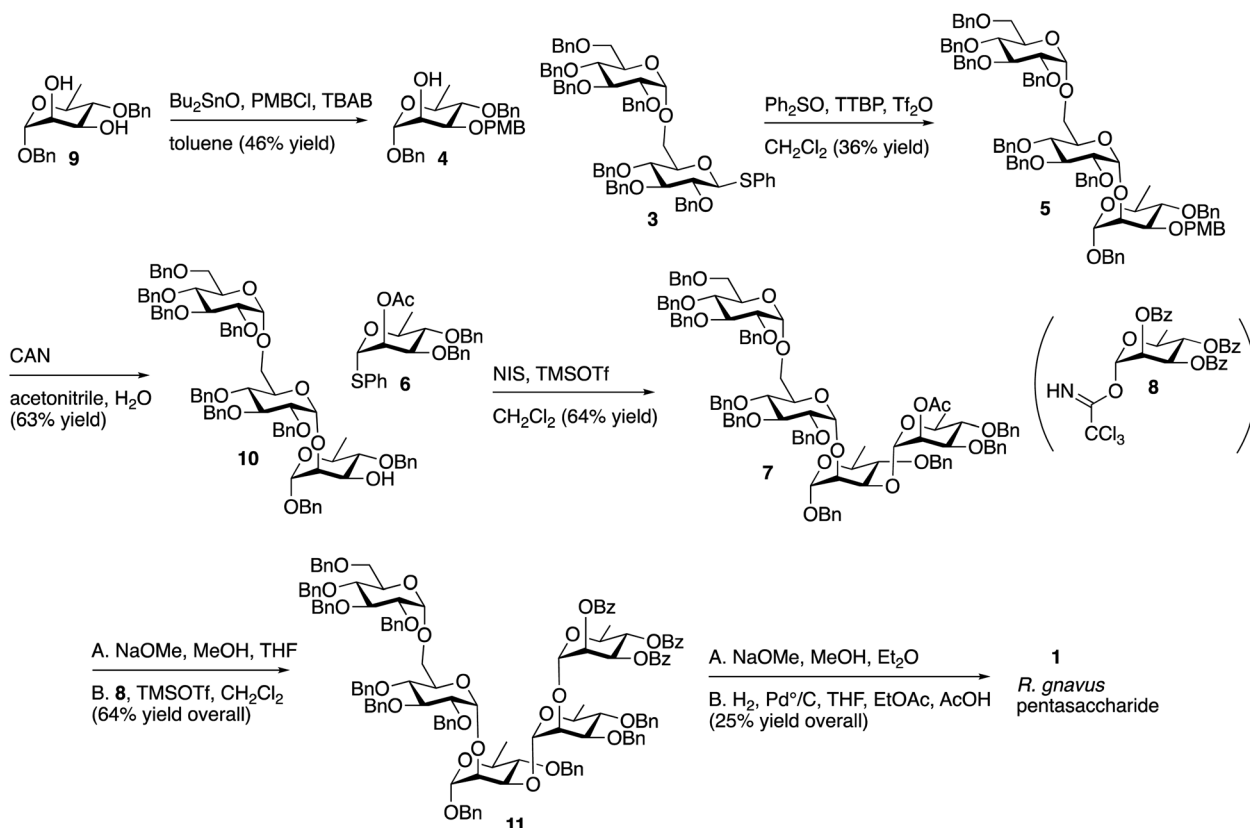 OH
O
OBn
OH
OBn
9
Bu₂SnO, PMBCl, TBAB
toluene (46% yield)
OH
O
OBn
OPMB
OBn
4
BnO
BnO
BnO
O
BnO
O
BnO
BnO
O
BnO
SPh
3
Ph₂SO, TTBP, Tf₂O
CH₂Cl₂ (36% yield)
BnO
BnO
BnO
O
BnO
O
BnO
BnO
O
BnO
O
O
OBn
OPMB
OBn
5
CAN
acetonitrile, H₂O
(63% yield)
BnO
BnO
BnO
O
BnO
O
BnO
BnO
O
BnO
O
O
OBn
OH
OBn
10
OAc
O
OBn
OBn
SPh
6
NIS, TMSOTf
CH₂Cl₂ (64% yield)
BnO
BnO
BnO
O
BnO
O
BnO
BnO
O
BnO
O
OAc
O
OBn
OBn
O
OBn
O
OBn
7
OBz
O
OBz
OBz
O
HN
CCl₃
8
A. NaOMe, MeOH, THF
B. 8, TMSOTf, CH₂Cl₂
(64% yield overall)
BnO
BnO
BnO
O
BnO
O
BnO
BnO
O
BnO
O
OBz
O
OBz
OBz
O
O
OBn
OBn
O
OBn
O
OBn
11
A. NaOMe, MeOH, Et₂O
B. H₂, Pd°/C, THF, EtOAc, AcOH
(25% yield overall)
1
R. gnavus
pentasaccharide